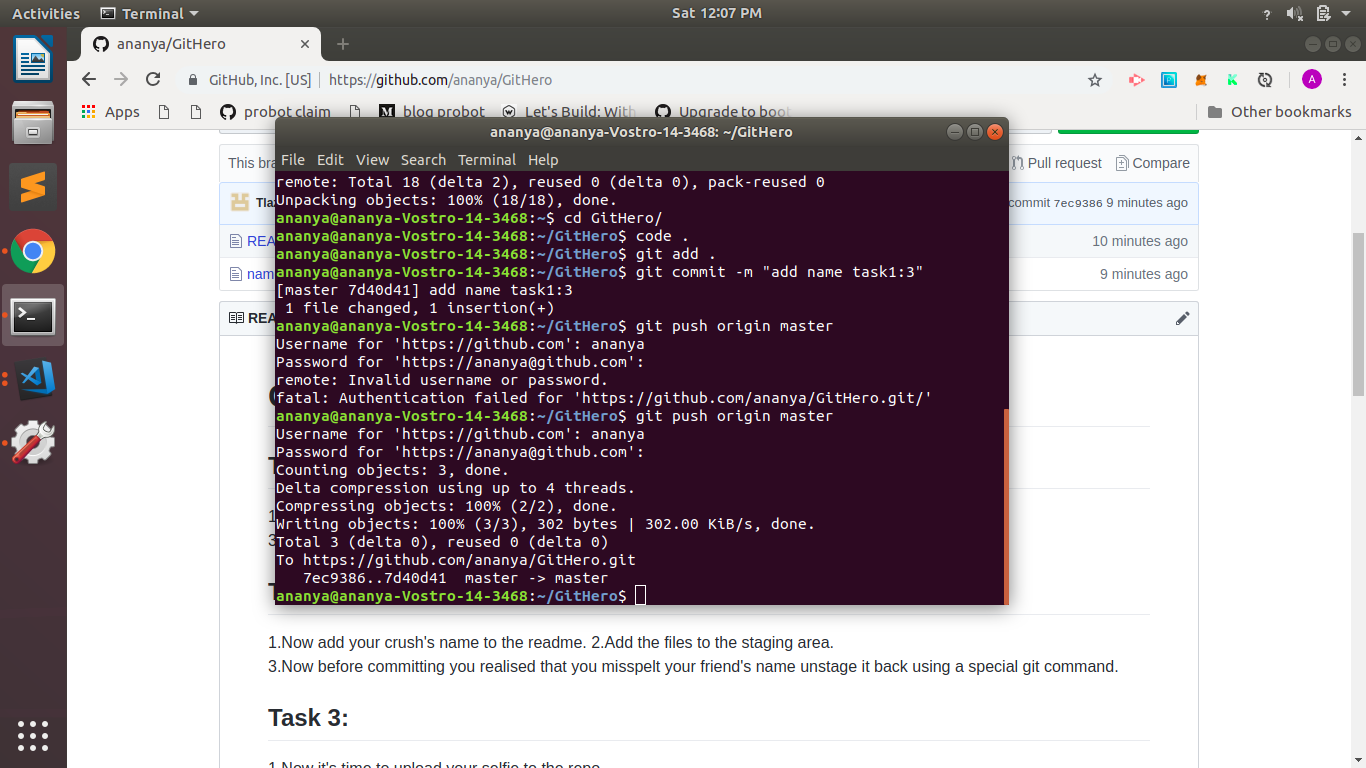 Activities Terminal Sat 12:07 PM ?
ananya/GitHero
GitHub, Inc. [US] https://github.com/ananya/GitHero A
Apps probot claim blog probot Let's Build: With Upgrade to boot Other bookmarks
ananya@ananya-Vostro-14-3468: ~/GitHero
File Edit View Search Terminal Help
remote: Total 18 (delta 2), reused 0 (delta 0), pack-reused 0
Unpacking objects: 100% (18/18), done.
ananya@ananya-Vostro-14-3468:~$ cd GitHero/
ananya@ananya-Vostro-14-3468:~/GitHero$ code .
ananya@ananya-Vostro-14-3468:~/GitHero$ git add .
ananya@ananya-Vostro-14-3468:~/GitHero$ git commit -m "add name task1:3"
[master 7d40d41] add name task1:3
1 file changed, 1 insertion(+)
ananya@ananya-Vostro-14-3468:~/GitHero$ git push origin master
Username for 'https://github.com': ananya
Password for 'https://ananya@github.com':
remote: Invalid username or password.
fatal: Authentication failed for 'https://github.com/ananya/GitHero.git/'
ananya@ananya-Vostro-14-3468:~/GitHero$ git push origin master
Username for 'https://github.com': ananya
Password for 'https://ananya@github.com':
Counting objects: 3, done.
Delta compression using up to 4 threads.
Compressing objects: 100% (2/2), done.
Writing objects: 100% (3/3), 302 bytes | 302.00 KiB/s, done.
Total 3 (delta 0), reused 0 (delta 0)
To https://github.com/ananya/GitHero.git
7ec9386..7d40d41 master -> master
ananya@ananya-Vostro-14-3468:~/GitHero$
This bra
Pull request Compare
Tla
commit 7ec9386 9 minutes ago
REA
10 minutes ago
nam
9 minutes ago
REA
1.Now add your crush's name to the readme. 2.Add the files to the staging area.
3.Now before committing you realised that you misspelt your friend's name unstage it back using a special git command.
Task 3:
1.Now it's time to upload your selfie to the repo